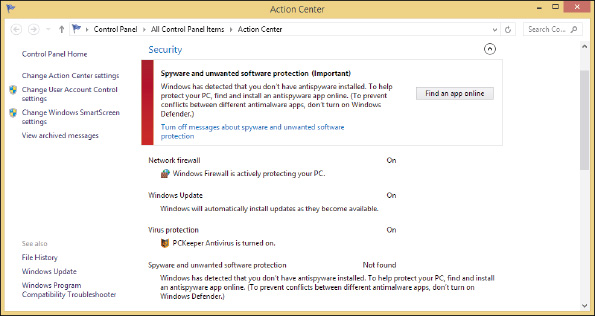 Action Center
Control Panel
All Control Panel Items
Action Center
Search Co...
Control Panel Home
Change Action Center settings
Change User Account Control
settings
Change Windows SmartScreen
settings
View archived messages
See also
File History
Windows Update
Windows Program
Compatibility Troubleshooter
Security
Spyware and unwanted software protection (Important)
Windows has detected that you don't have antispyware installed. To help
protect your PC, find and install an antispyware app online. (To prevent
conflicts between different antimalware apps, don't turn on Windows
Defender.)
Find an app online
Turn off messages about spyware and unwanted software
protection
Network firewall On
Windows Firewall is actively protecting your PC.
Windows Update On
Windows will automatically install updates as they become available.
Virus protection On
PCKeeper Antivirus is turned on.
Spyware and unwanted software protection Not found
Windows has detected that you don't have antispyware installed. To help protect your PC, find and install
an antispyware app online. (To prevent conflicts between different antimalware apps, don't turn on
Windows Defender.)